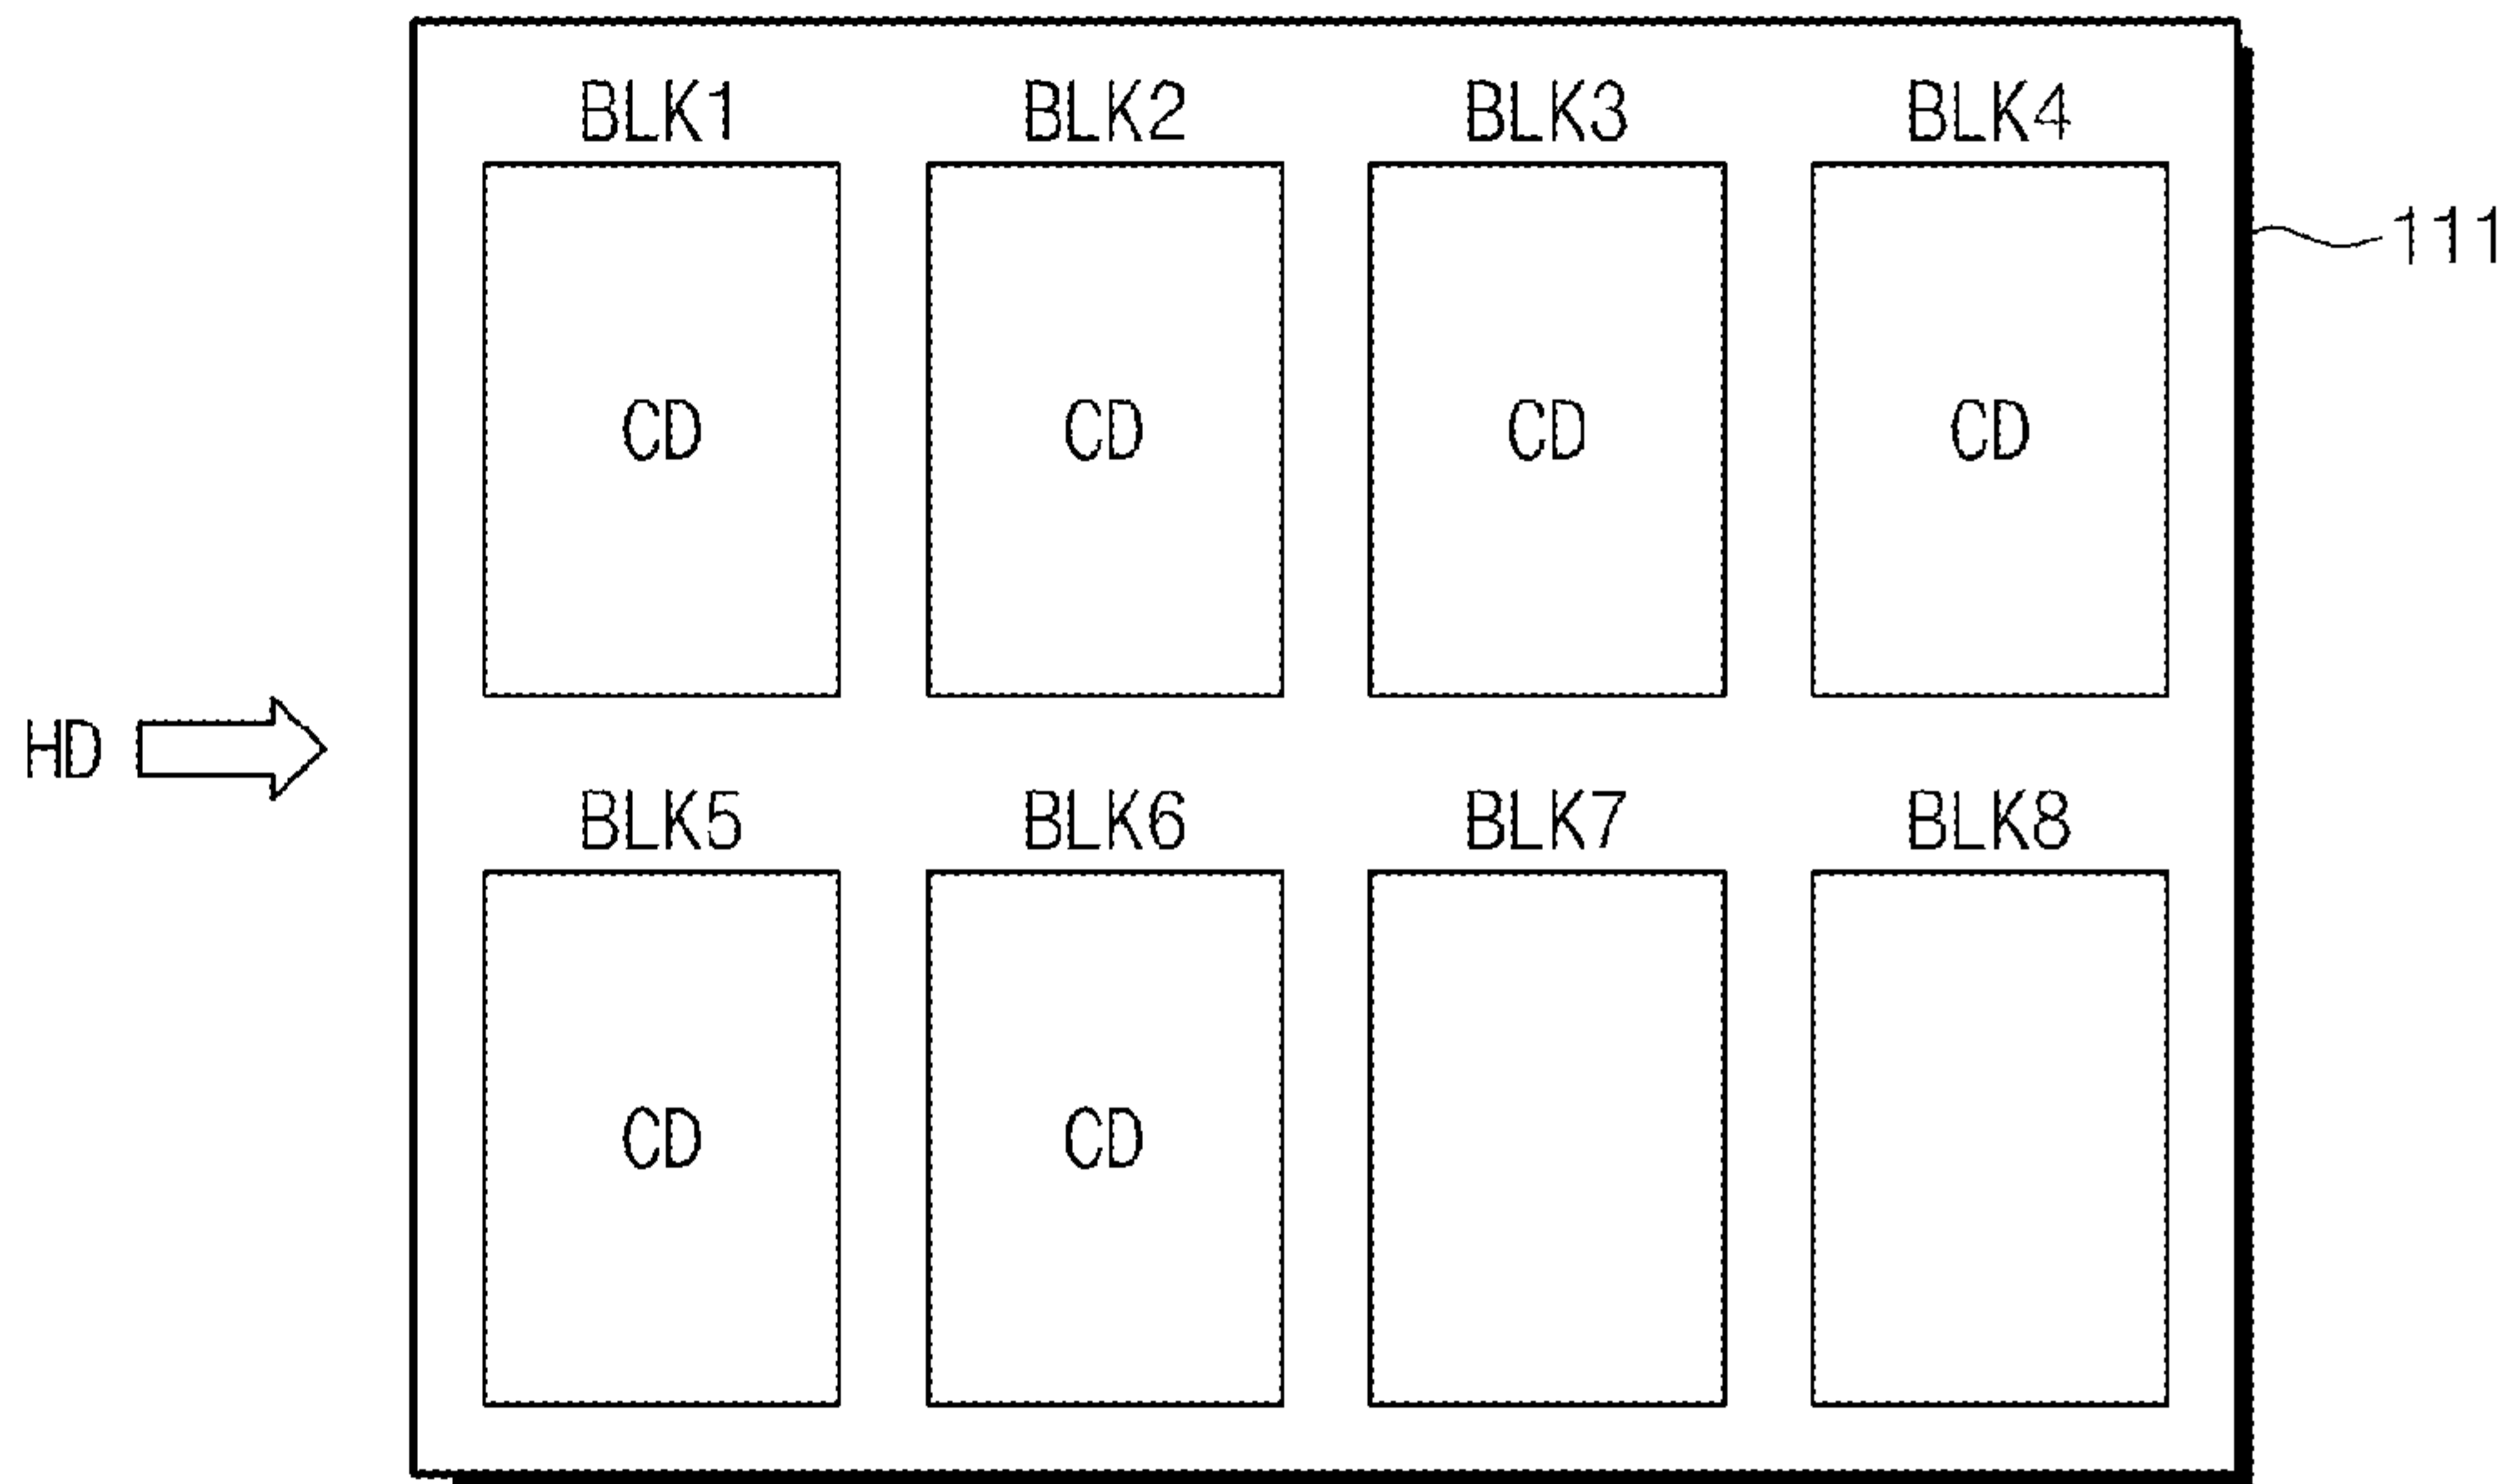 BLK1 BLK2 BLK3 BLK4
111
CD CD CD CD
HD
BLK5 BLK6 BLK7 BLK8
CD CD